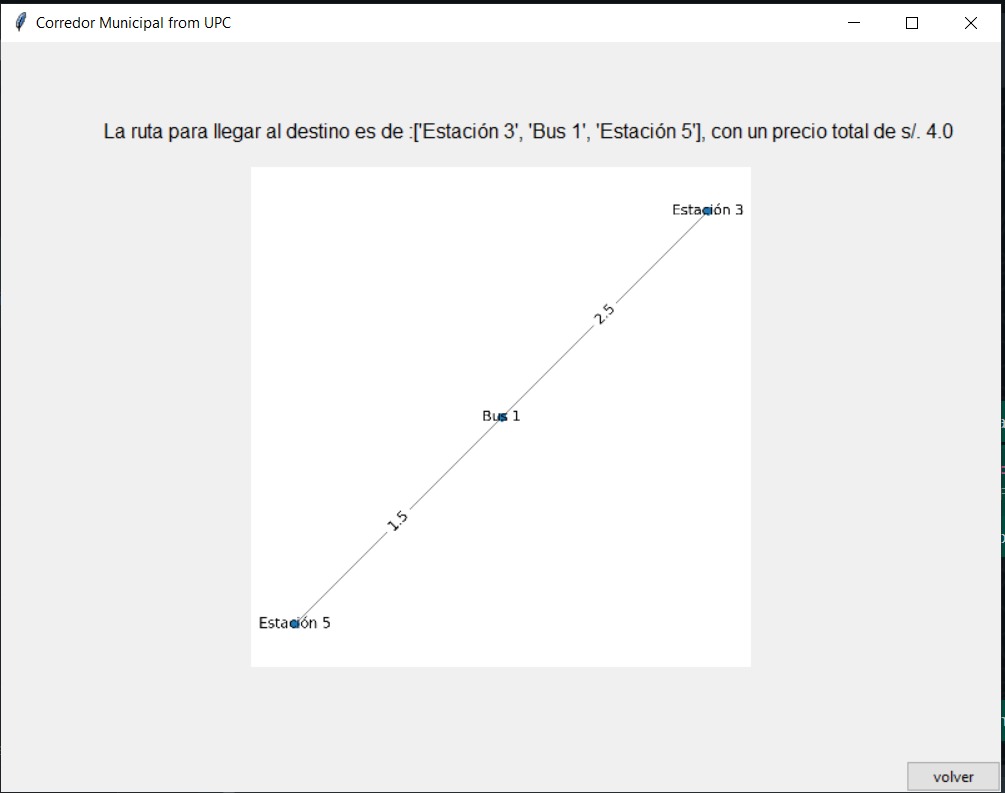 Corredor Municipal from UPC
La ruta para llegar al destino es de :['Estación 3', 'Bus 1', 'Estación 5'], con un precio total de s/. 4.0
Estación 3
2.5
Bus 1
1.5
Estación 5
volver